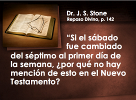 Dr. J. S. Stone
Reposo Divino, p. 142
“Si el sábado
fue cambiado
del séptimo al primer día de
la semana, ¿por qué no hay
mención de esto en el Nuevo
Testamento?